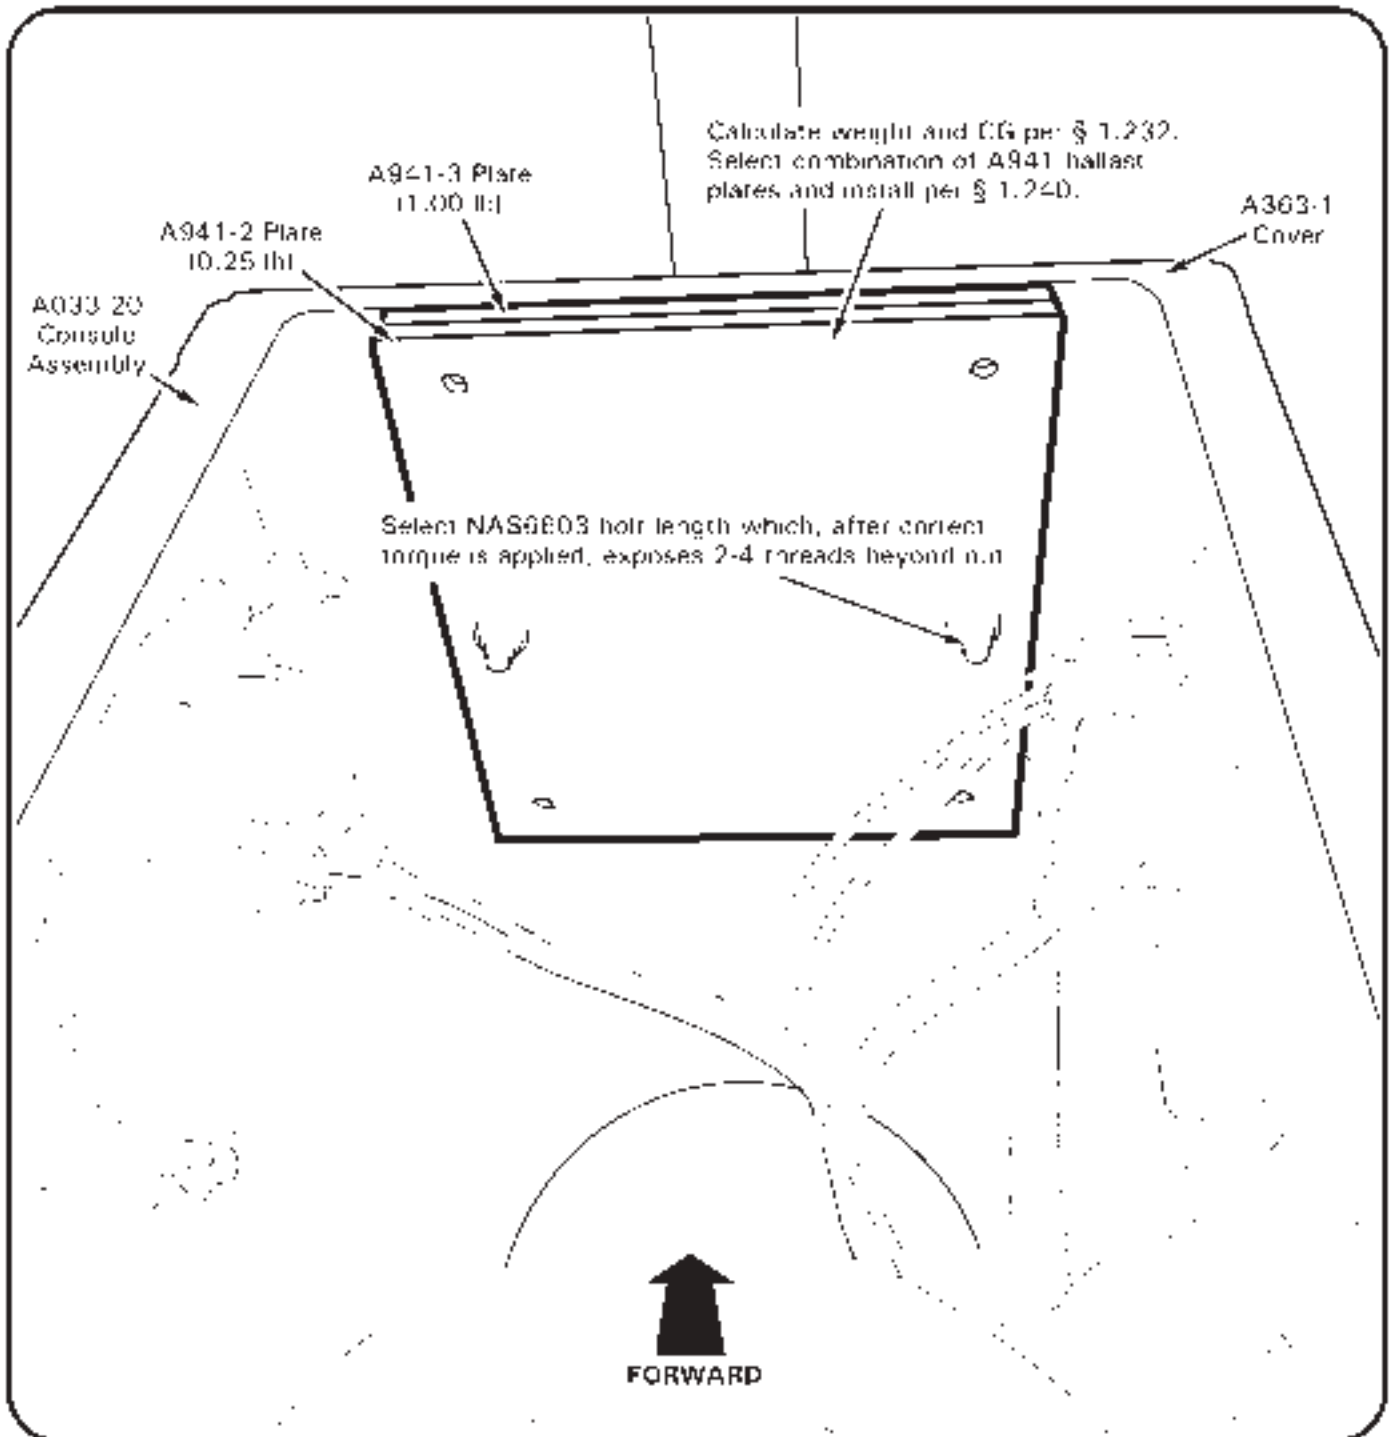 Calculate weight and CG per § 1.232.
Select combination of A941 ballast
plates and install per § 1.240.
A941-3 Plate
(1.00 lb)
A363-1
Cover
A941-2 Plate
(0.25 lb)
A033-20
Console
Assembly
Select NAS6603 bolt length which, after correct
torque is applied, exposes 2-4 threads beyond nut
FORWARD